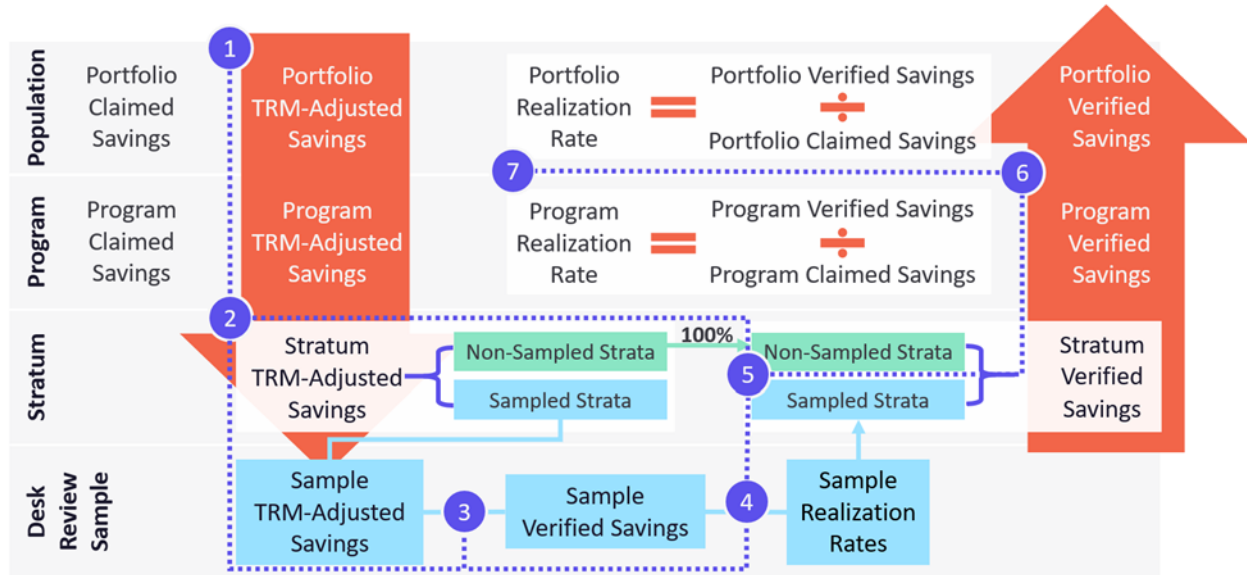 1
Population
Portfolio
Claimed
Savings
Portfolio
TRM-Adjusted
Savings
Portfolio
Realization
Rate
=
Portfolio Verified Savings
÷
Portfolio Claimed Savings
Portfolio
Verified
Savings
7
6
Program
Program
Claimed
Savings
Program
TRM-Adjusted
Savings
Program
Realization
Rate
=
Program Verified Savings
÷
Program Claimed Savings
Program
Verified
Savings
2
Stratum
Stratum
TRM-Adjusted
Savings
Non-Sampled Strata
100%
Non-Sampled Strata
Sampled Strata
5
Sampled Strata
Stratum
Verified
Savings
Desk
Review
Sample
Sample
TRM-Adjusted
Savings
3
Sample
Verified Savings
4
Sample
Realization
Rates